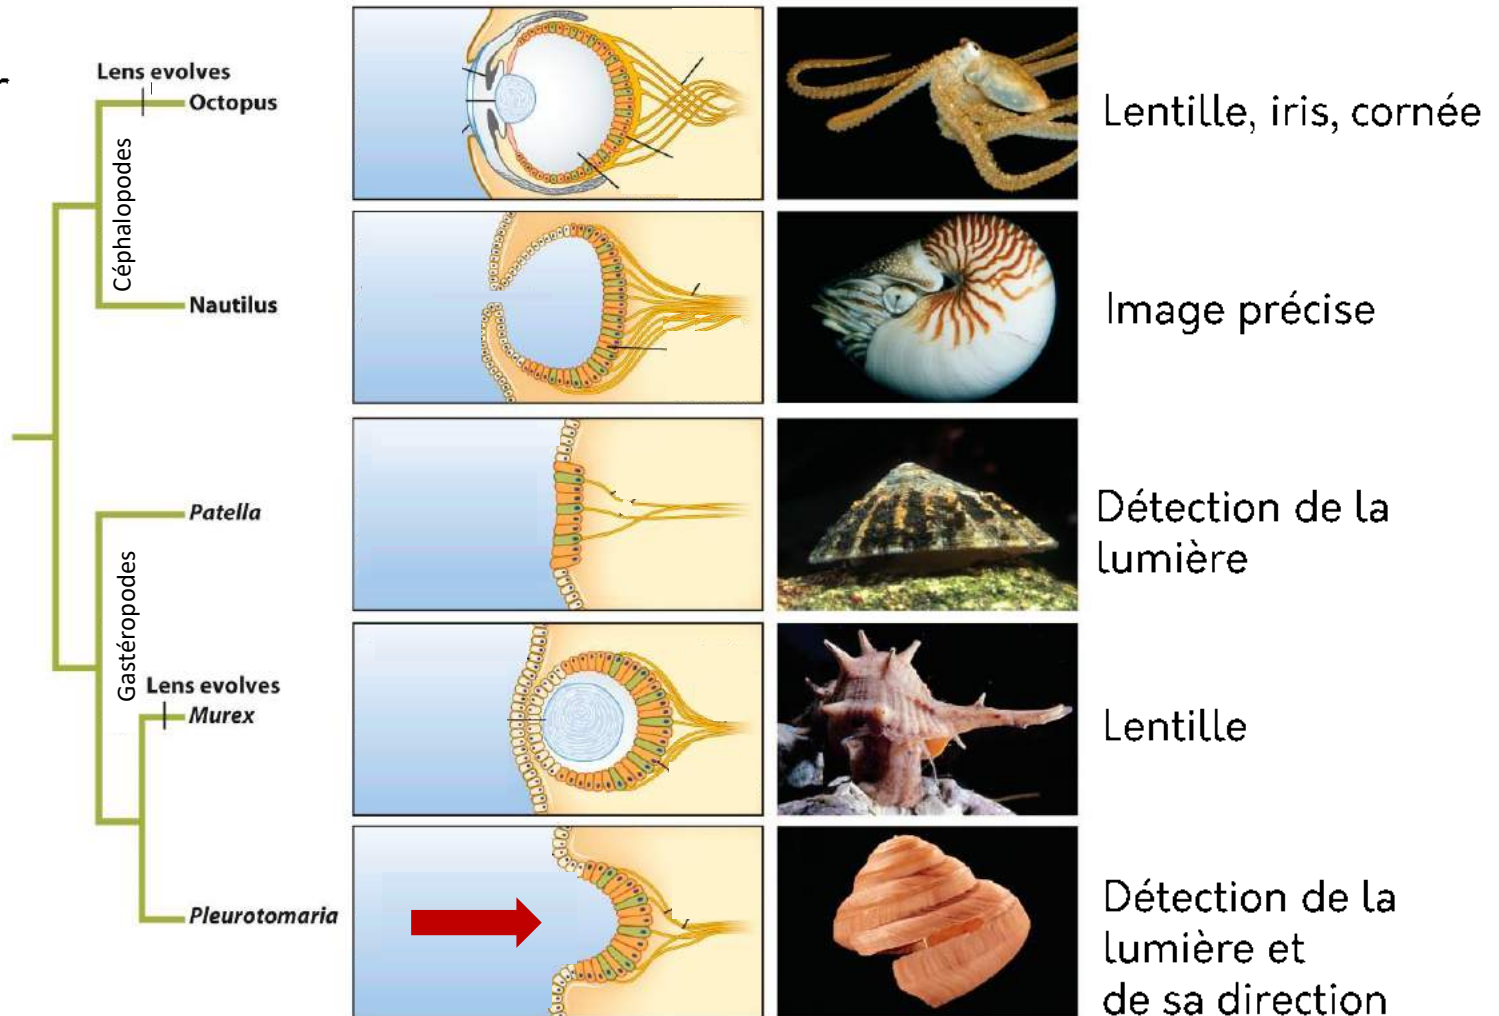 Lens evolves
Octopus
Céphalopodes
Lentille, iris, cornée
Nautilus
Image précise
Patella
Détection de la
lumière
Gastéropodes
Lens evolves
Murex
Lentille
Pleurotomaria
Détection de la
lumière et
de sa direction